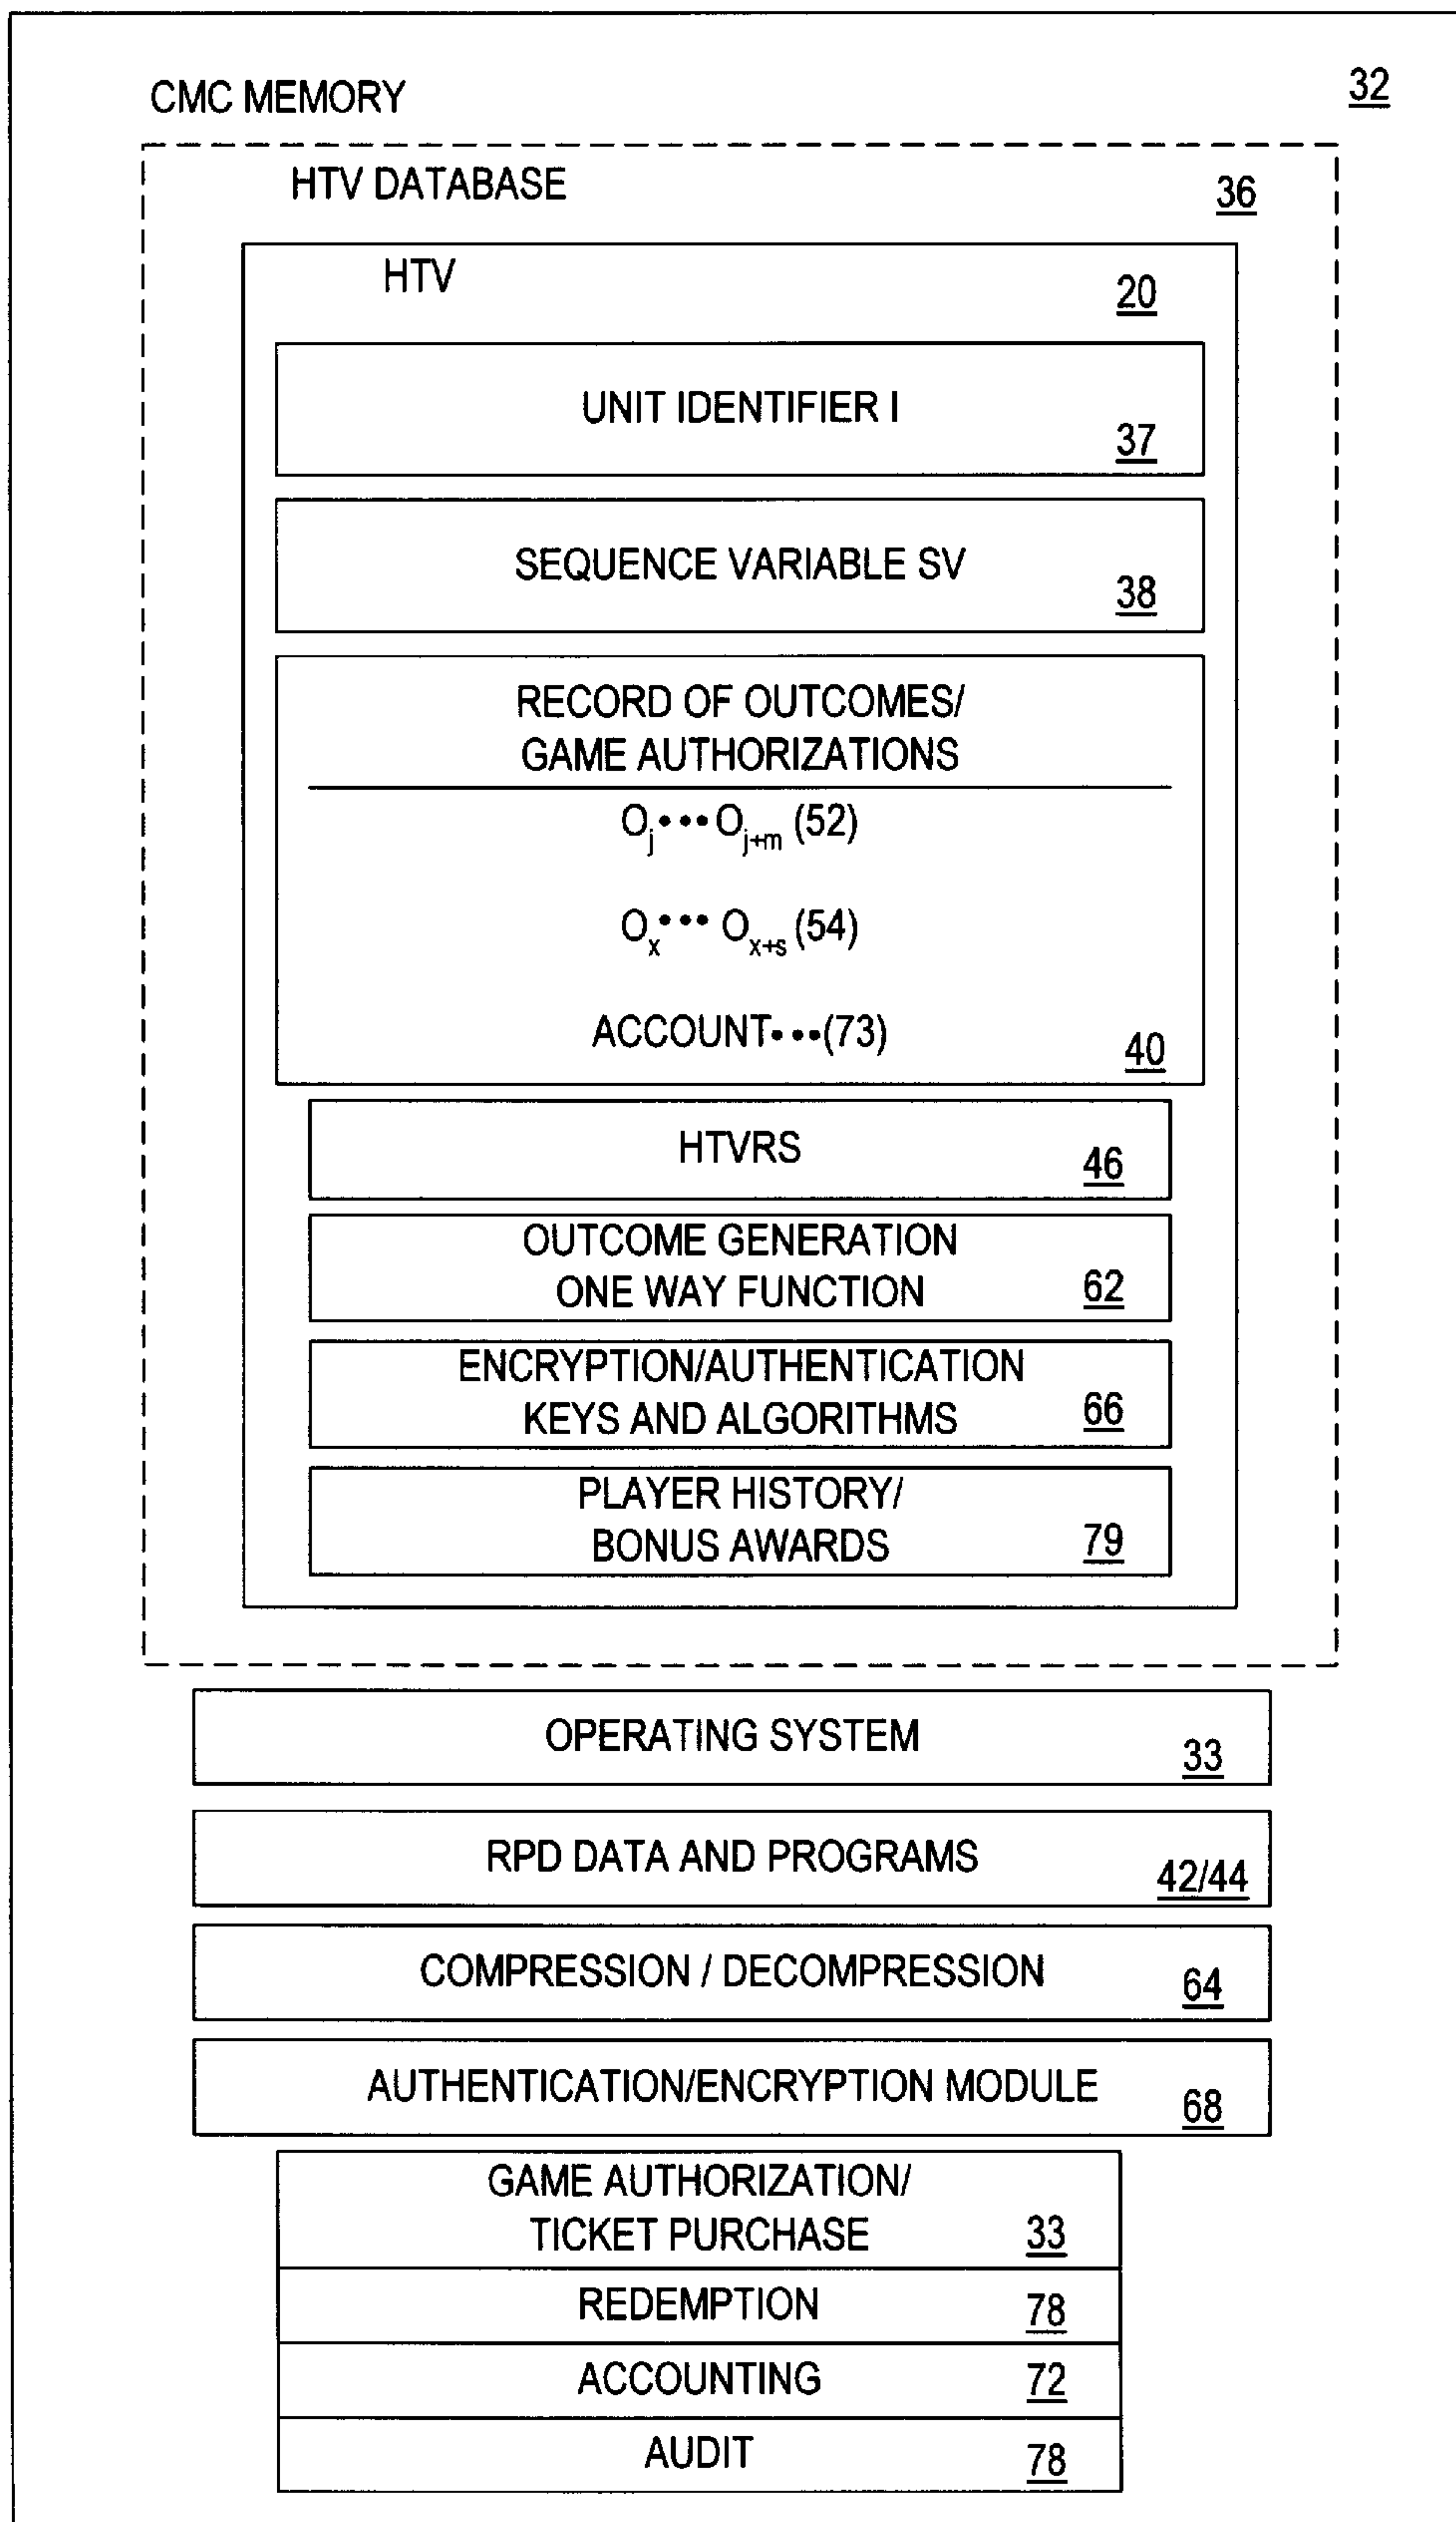 CMC MEMORY 32
HTV DATABASE 36
HTV 20
UNIT IDENTIFIER I 37
SEQUENCE VARIABLE SV 38
RECORD OF OUTCOMES/
GAME AUTHORIZATIONS
Oj••• Oj+m (52)
Ox••• Ox+s (54)
ACCOUNT•••(73) 40
HTVRS 46
OUTCOME GENERATION
ONE WAY FUNCTION 62
ENCRYPTION/AUTHENTICATION
KEYS AND ALGORITHMS 66
PLAYER HISTORY/
BONUS AWARDS 79
OPERATING SYSTEM 33
RPD DATA AND PROGRAMS 42/44
COMPRESSION / DECOMPRESSION 64
AUTHENTICATION/ENCRYPTION MODULE 68
GAME AUTHORIZATION/
TICKET PURCHASE 33
REDEMPTION 78
ACCOUNTING 72
AUDIT 78